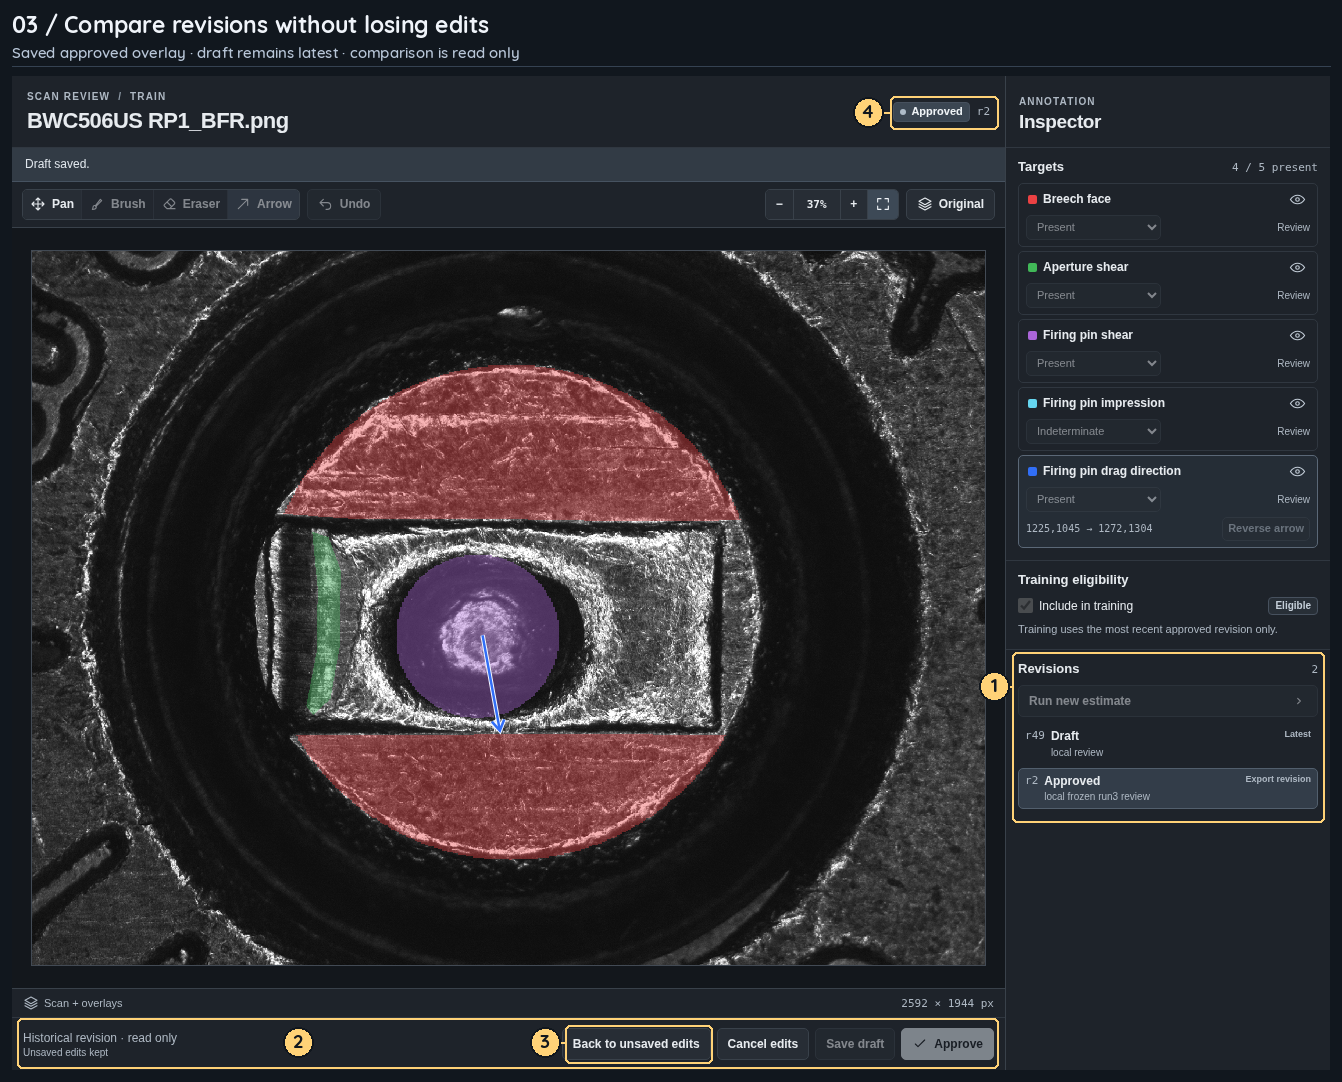 03 / Compare revisions without losing edits
Saved approved overlay · draft remains latest · comparison is read only
SCAN REVIEW / TRAIN
BWC506US RP1_BFR.png
4
Approved r2
Draft saved.
Pan Brush Eraser Arrow Undo
− 37% + Original
ANNOTATION
Inspector
Targets 4 / 5 present
Breech face
Present Review
Aperture shear
Present Review
Firing pin shear
Present Review
Firing pin impression
Indeterminate Review
Firing pin drag direction
Present Review
1225,1045 → 1272,1304 Reverse arrow
Training eligibility
Include in training Eligible
Training uses the most recent approved revision only.
1
Revisions 2
Run new estimate
r49 Draft Latest
local review
r2 Approved Export revision
local frozen run3 review
Scan + overlays 2592 × 1944 px
Historical revision · read only
Unsaved edits kept
2
3
Back to unsaved edits Cancel edits Save draft Approve